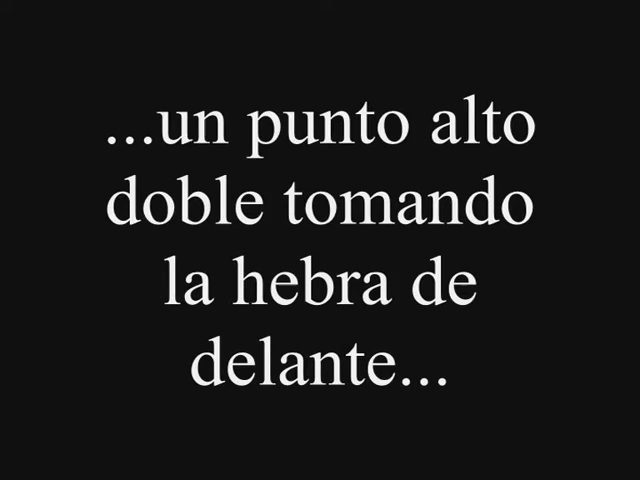 ...un punto alto
doble tomando
la hebra de
delante...